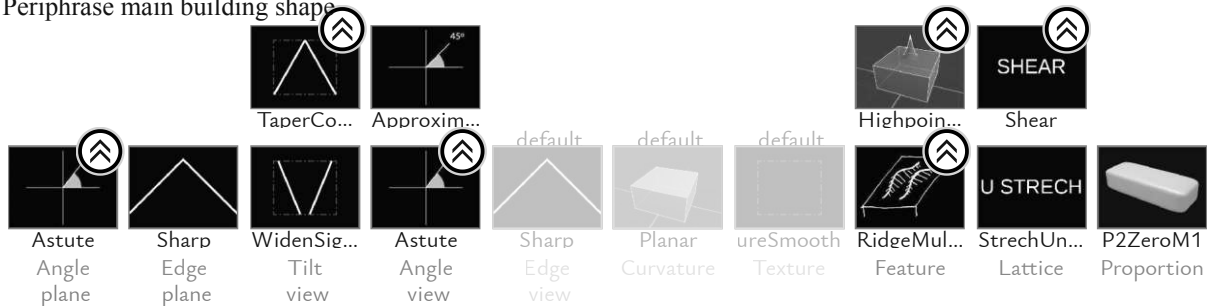 Periphrase main building shape
45º
SHEAR
TaperCo... Approxim... Highpoin... Shear
default default default
U STRECH
Astute Sharp WidenSig... Astute Sharp Planar ureSmooth RidgeMul... StrechUn... P2ZeroM1
Angle Edge Tilt Angle Edge Curvature Texture Feature Lattice Proportion
plane plane view view view